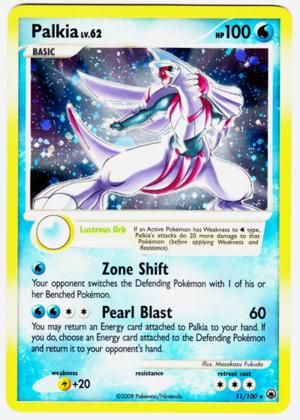 Palkia LV.62 HP 100
BASIC
Lustrous Orb If an Active Pokémon has Weakness to type,
Palkia's attacks do 20 more damage to that
Pokémon (before applying Weakness and
Resistance).
Zone Shift
Your opponent switches the Defending Pokémon with 1 of his or
her Benched Pokémon.
Pearl Blast 60
You may return an Energy card attached to Palkia to your hand. If
you do, choose an Energy card attached to the Defending Pokémon
and return it to your opponent's hand.
Illus. Masakazu Fukuda
weakness resistance retreat cost
+20
©2008 Pokémon/Nintendo 11/100